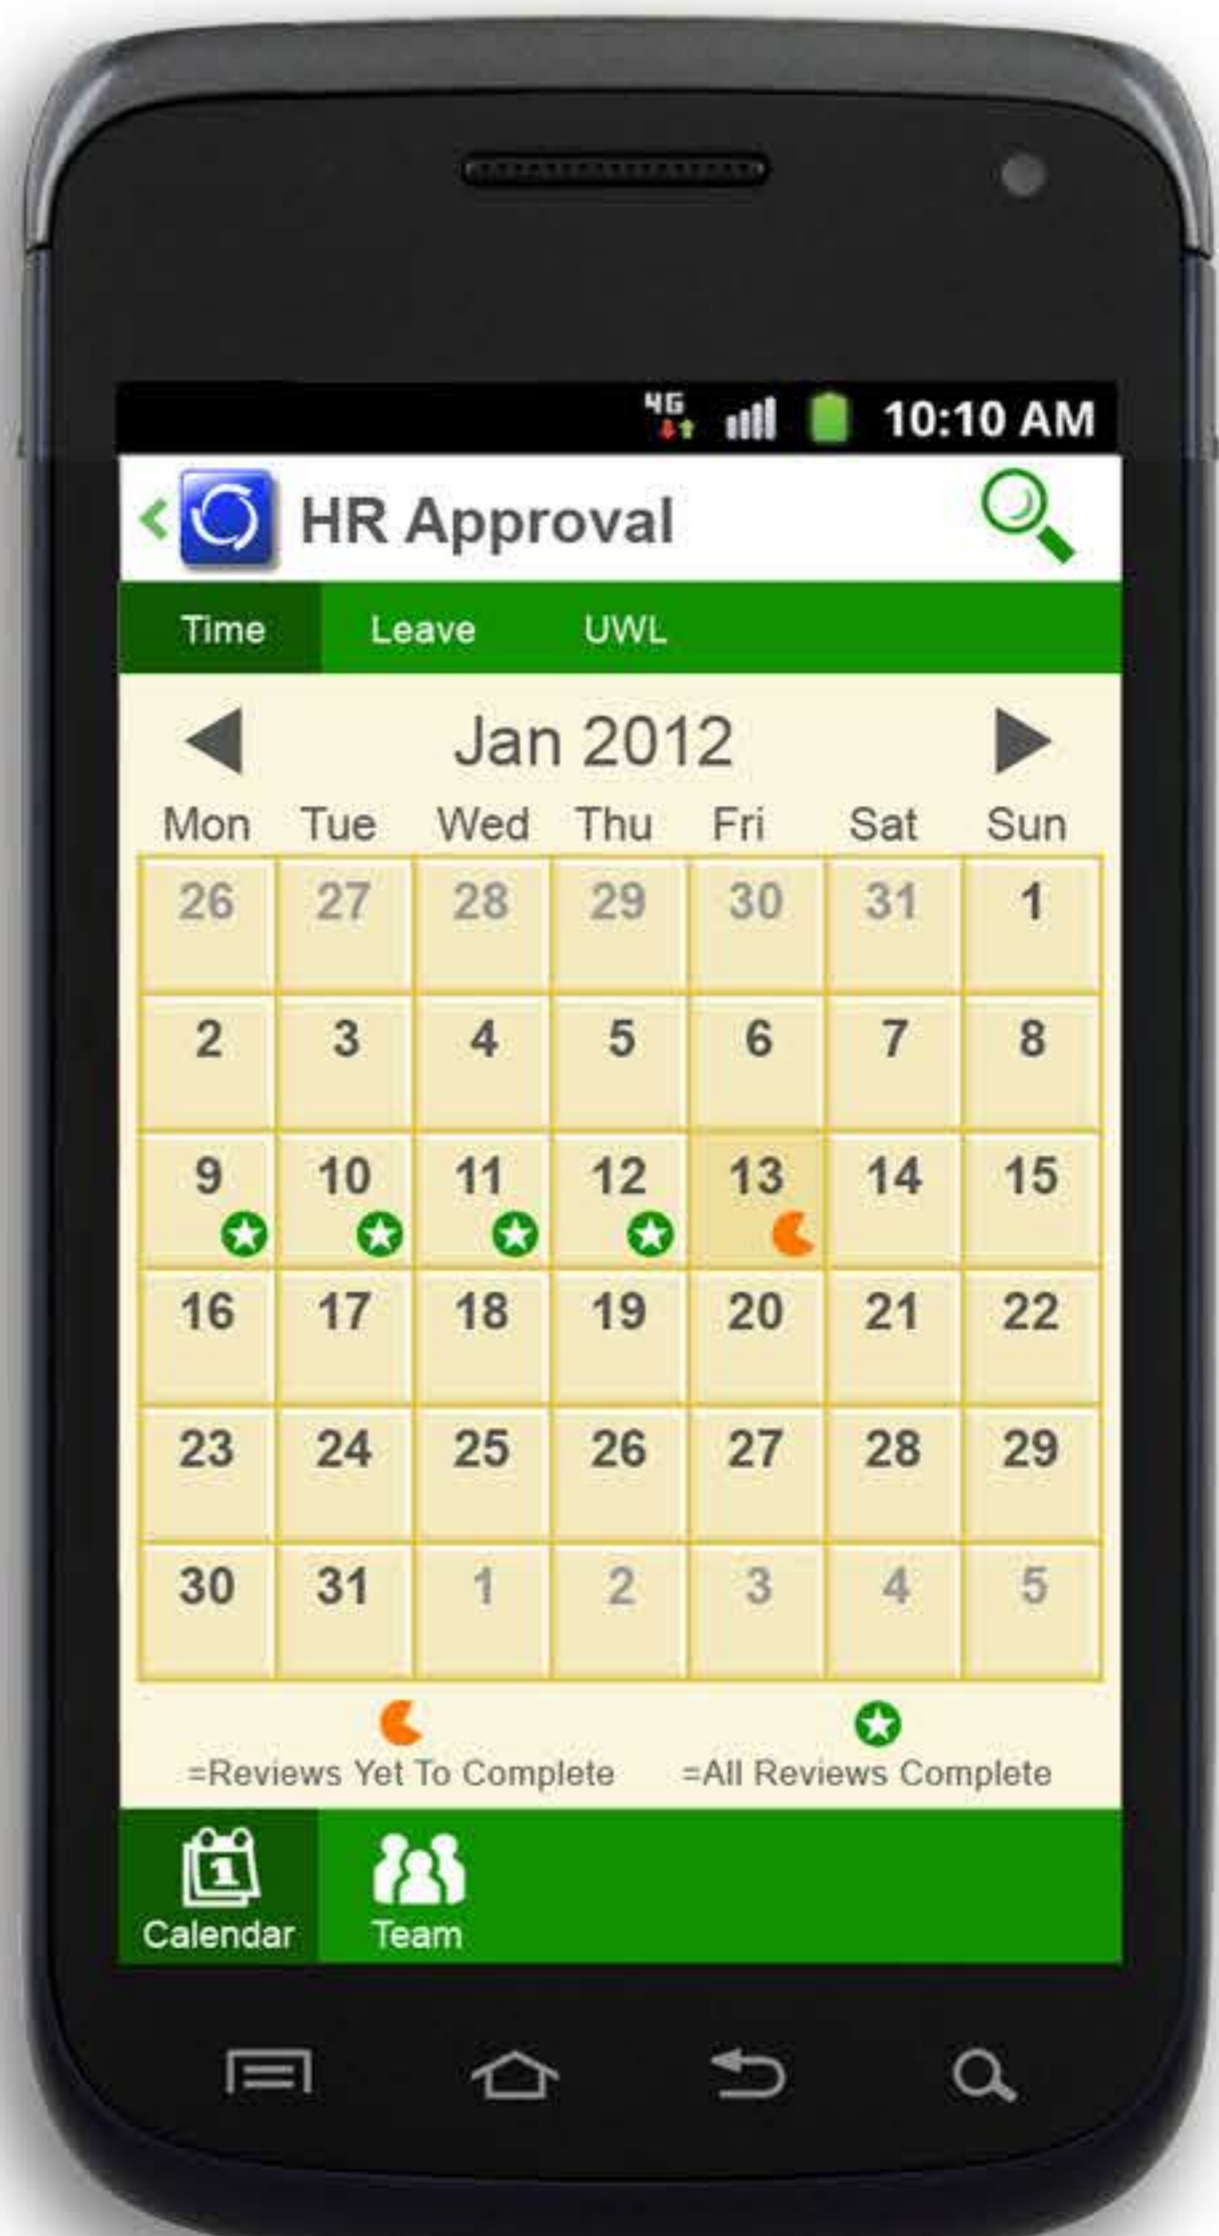 4G 10:10 AM
HR Approval
Time Leave UWL
Jan 2012
Mon Tue Wed Thu Fri Sat Sun
26 27 28 29 30 31 1
2 3 4 5 6 7 8
9 10 11 12 13 14 15
16 17 18 19 20 21 22
23 24 25 26 27 28 29
30 31 1 2 3 4 5
=Reviews Yet To Complete =All Reviews Complete
1
Calendar Team